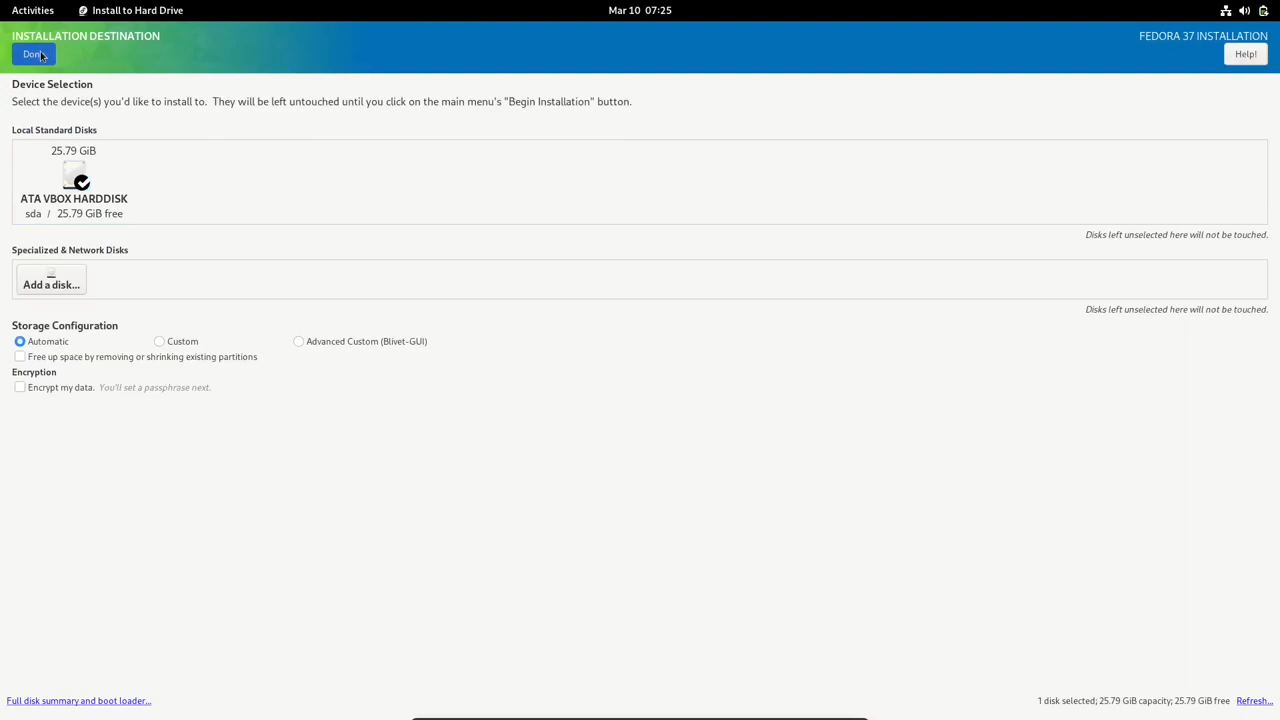 Activities
Install to Hard Drive
Mar 10 07:25
INSTALLATION DESTINATION
FEDORA 37 INSTALLATION
Done
Help!
Device Selection
Select the device(s) you'd like to install to. They will be left untouched until you click on the main menu's "Begin Installation" button.
Local Standard Disks
25.79 GiB
ATA VBOX HARDDISK
sda / 25.79 GiB free
Disks left unselected here will not be touched.
Specialized & Network Disks
Add a disk...
Disks left unselected here will not be touched.
Storage Configuration
Automatic Custom Advanced Custom (Blivet-GUI)
Free up space by removing or shrinking existing partitions
Encryption
Encrypt my data. You'll set a passphrase next.
Full disk summary and boot loader...
1 disk selected; 25.79 GiB capacity; 25.79 GiB free Refresh...